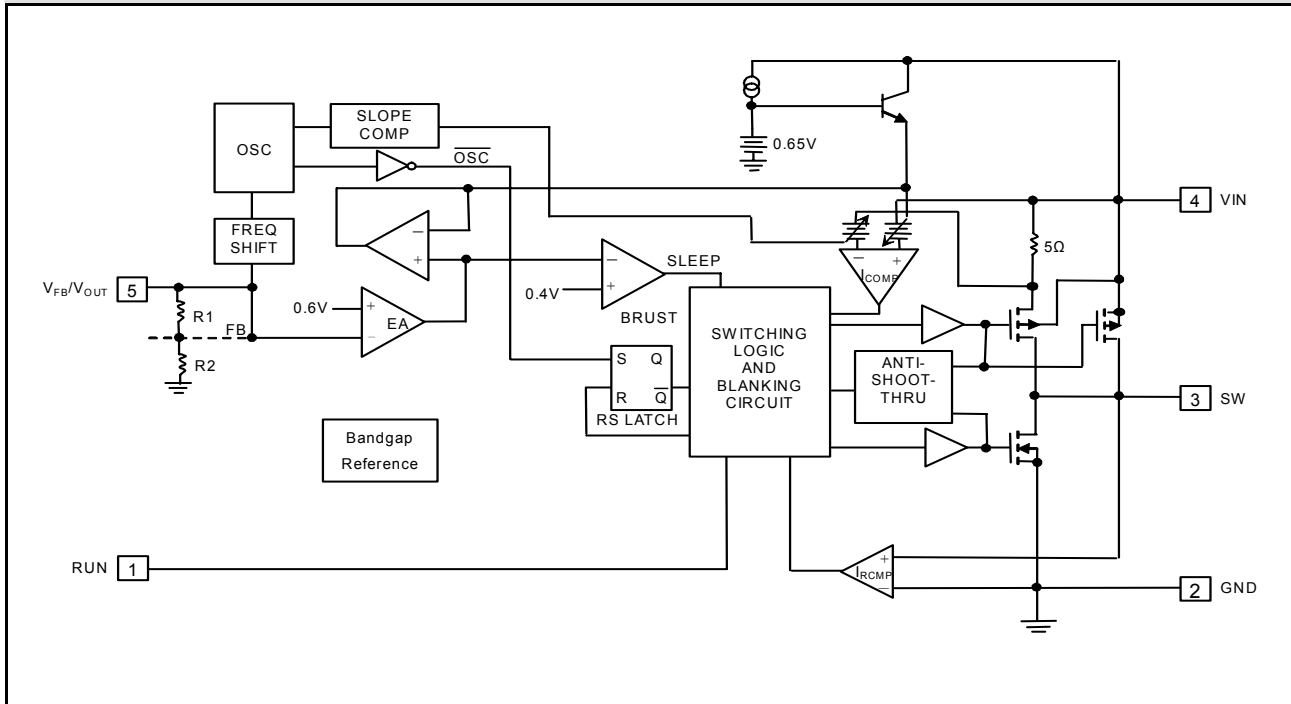 SLOPE
COMP
OSC
OSC
0.65V
4 VIN
FREQ
SHIFT
5Ω
− +
ICOMP
−
+
− SLEEP
0.4V +
BRUST
VFB/VOUT 5
R1
0.6V +
EA
−
FB
R2
SWITCHING
LOGIC
AND
BLANKING
CIRCUIT
ANTI-
SHOOT-
THRU
S Q
R Q
RS LATCH
3 SW
Bandgap
Reference
RUN 1
+
IRCMP
−
2 GND